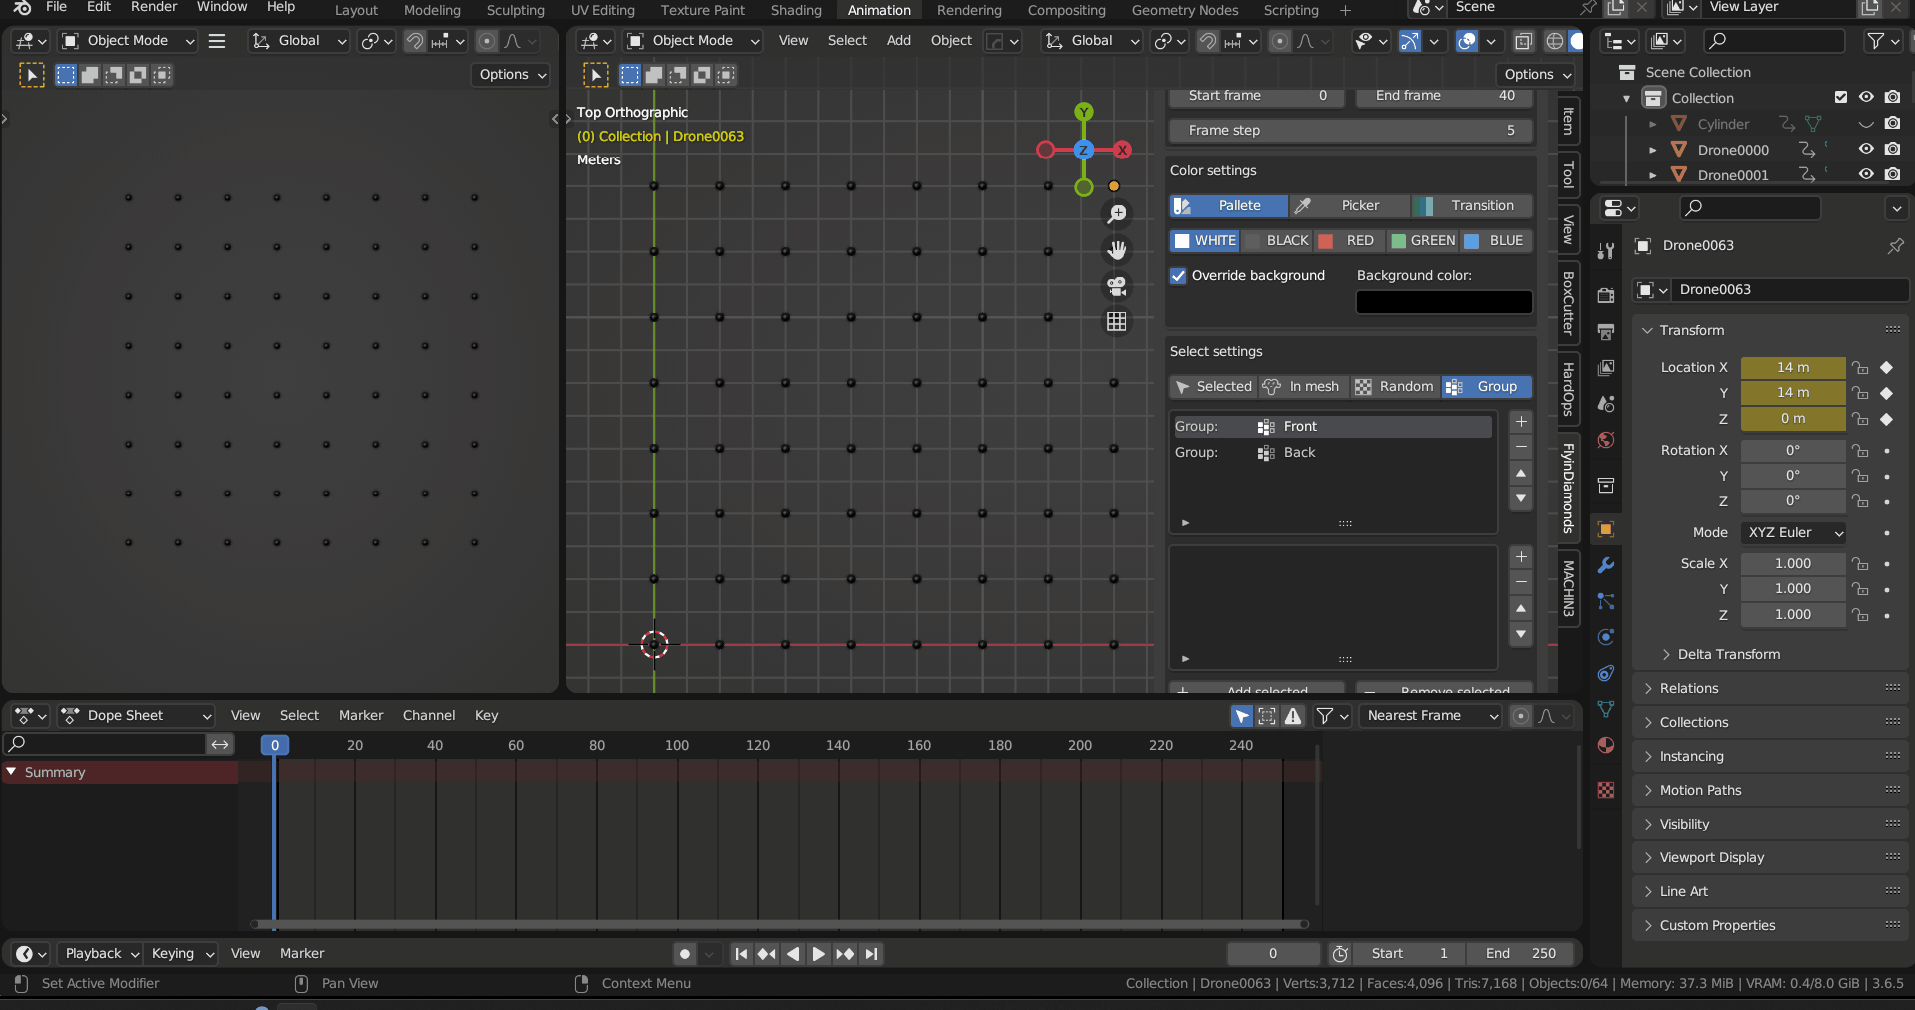 File Edit Render Window Help Layout Modeling Sculpting UV Editing Texture Paint Shading Animation Rendering Compositing Geometry Nodes Scripting + Scene View Layer
Object Mode Global Object Mode View Select Add Object Global
Options Options
Top Orthographic
(0) Collection | Drone0063
Meters
Y
X
Z
Start frame 0 End frame 40
Frame step 5
Color settings
Pallete Picker Transition
WHITE BLACK RED GREEN BLUE
Override background Background color:
Select settings
Selected In mesh Random Group
Group: Front
Group: Back
Add selected Remove selected
Item
Tool
View
BoxCutter
HardOps
FlyinDiamonds
MACHIN3
Scene Collection
Collection
Cylinder
Drone0000
Drone0001
Drone0063
Drone0063
Transform
Location X 14 m
Y 14 m
Z 0 m
Rotation X 0°
Y 0°
Z 0°
Mode XYZ Euler
Scale X 1.000
Y 1.000
Z 1.000
Delta Transform
Relations
Collections
Instancing
Motion Paths
Visibility
Viewport Display
Line Art
Custom Properties
Dope Sheet View Select Marker Channel Key Nearest Frame
0 20 40 60 80 100 120 140 160 180 200 220 240
Summary
Playback Keying View Marker 0 Start 1 End 250
Set Active Modifier Pan View Context Menu Collection | Drone0063 | Verts:3,712 | Faces:4,096 | Tris:7,168 | Objects:0/64 | Memory: 37.3 MiB | VRAM: 0.4/8.0 GiB | 3.6.5